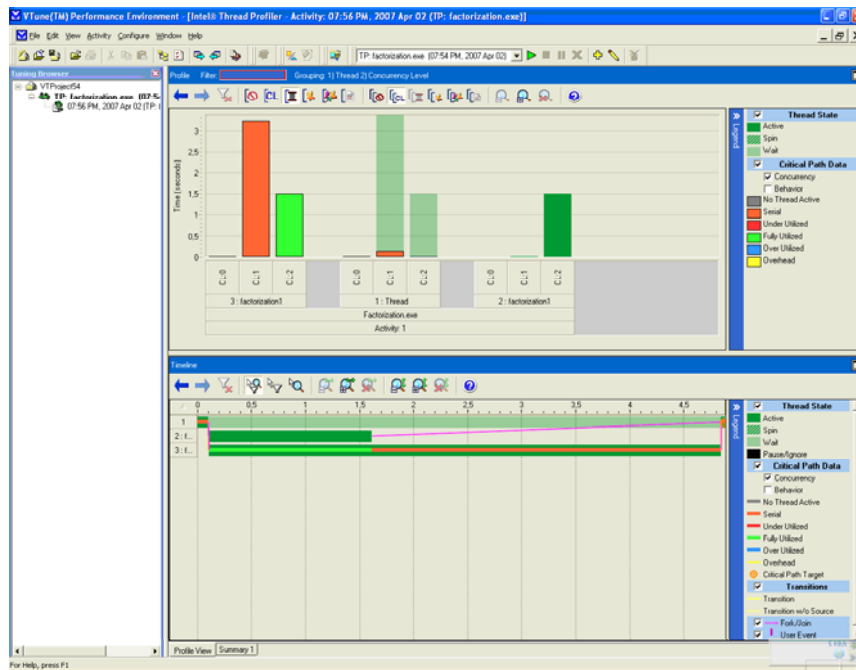 VTune(TM) Performance Environment - [Intel® Thread Profiler - Activity: 07:56 PM, 2007 Apr 02 (TP: factorization.exe)]
File Edit View Activity Configure Window Help
TP: factorization.exe (07:54 PM, 2007 Apr 02)
Tuning Browser
VTProject54
TP: factorization.exe (07:5
07:56 PM, 2007 Apr 02 (TP: f
Profile Filter: Grouping: 1) Thread 2) Concurrency Level
CL
CL
Time [seconds]
3
2,5
2
1,5
1
0,5
0
CL:0 CL:1 CL:2 CL:0 CL:1 CL:2 CL:0 CL:1 CL:2
3 : factorization1 1 : Thread 2 : factorization1
Factorization.exe
Activity: 1
Legend
Thread State
Active
Spin
Wait
Critical Path Data
Concurrency
Behavior
No Thread Active
Serial
Under Utilized
Fully Utilized
Over Utilized
Overhead
Timeline
0 0,5 1 1,5 2 2,5 3 3,5 4 4,5
1
2 : f...
3 : f...
Legend
Thread State
Active
Spin
Wait
Pause/Ignore
Critical Path Data
Concurrency
Behavior
No Thread Active
Serial
Under Utilized
Fully Utilized
Over Utilized
Overhead
Critical Path Target
Transitions
Transition
Transition w/o Source
Fork/Join
User Event
Profile View Summary 1
For Help, press F1